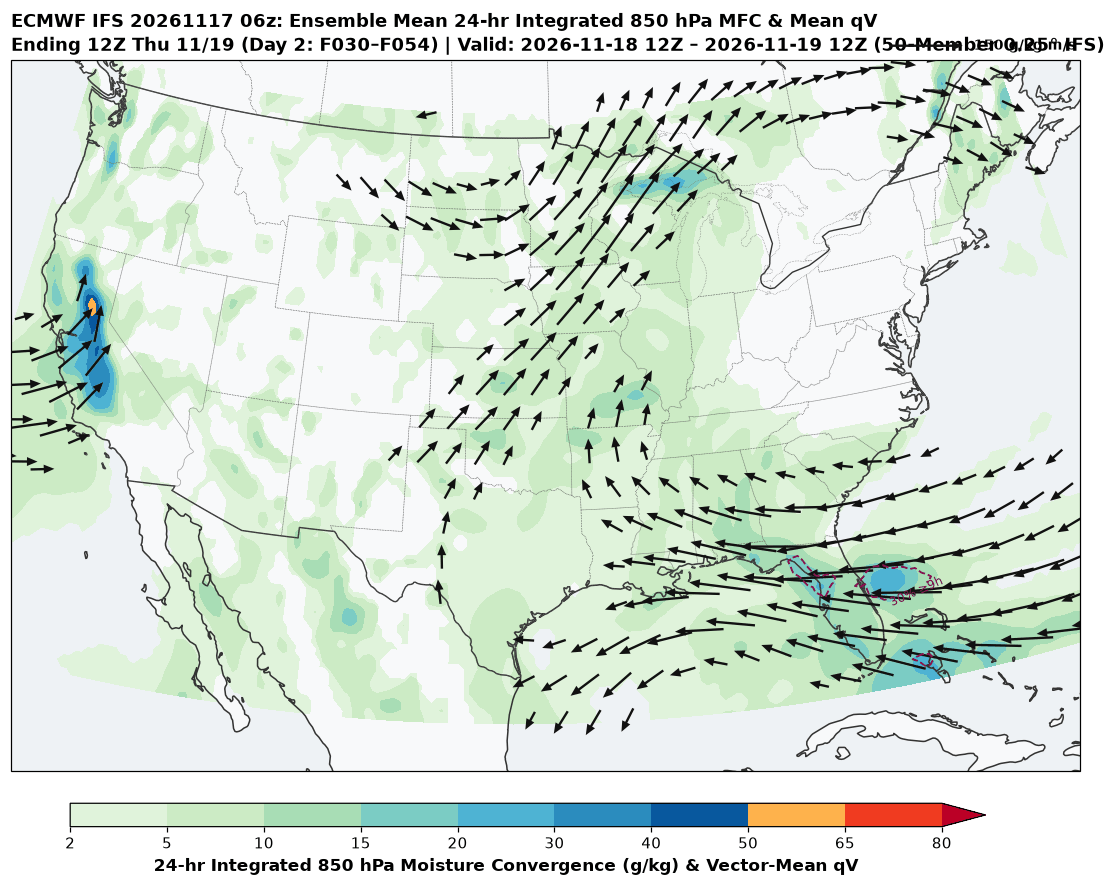 ECMWF IFS 20261117 06z: Ensemble Mean 24-hr Integrated 850 hPa MFC & Mean qV
Ending 12Z Thu 11/19 (Day 2: F030–F054) | Valid: 2026-11-18 12Z – 2026-11-19 12Z (50-Member 0.25° IFS)
2 5 10 15 20 30 40 50 65 80
24-hr Integrated 850 hPa Moisture Convergence (g/kg) & Vector-Mean qV